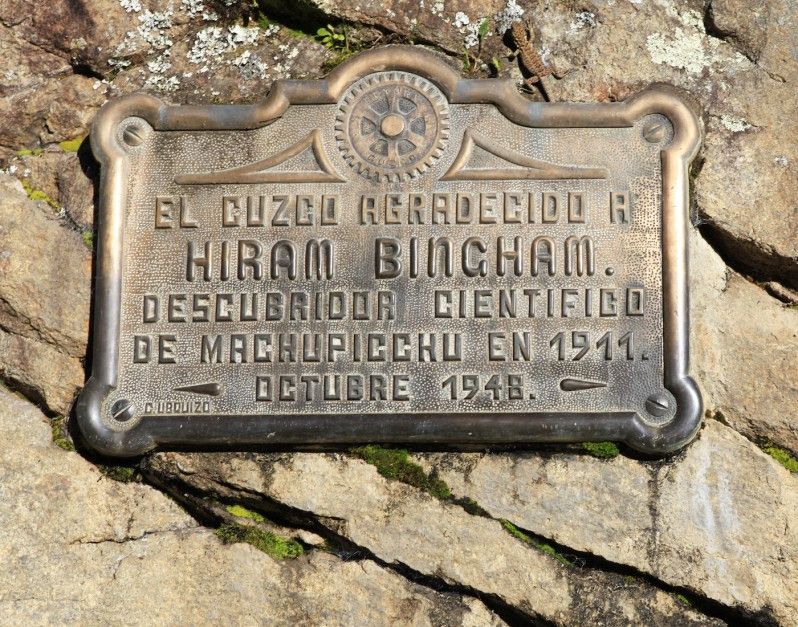 EL CUZCO AGRADECIDO A
HIRAM BINGHAM.
DESCUBRIDOR CIENTIFICO
DE MACHUPICCHU EN 1911.
OCTUBRE 1948.
C. URQUIZO